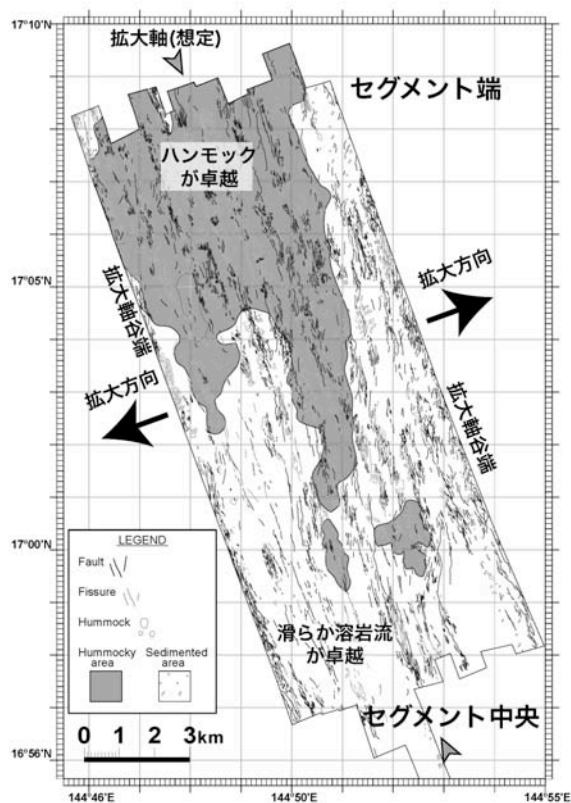 17°10'N
拡大軸(想定)
セグメント端
ハンモック
が卓越
17°05'N
拡大軸谷端
拡大方向
拡大方向
拡大軸谷端
17°00'N
LEGEND
Fault
Fissure
Hummock
Hummocky
area
Sedimented
area
滑らか溶岩流
が卓越
セグメント中央
0 1 2 3km
16°56'N
144°46'E
144°50'E
144°55'E